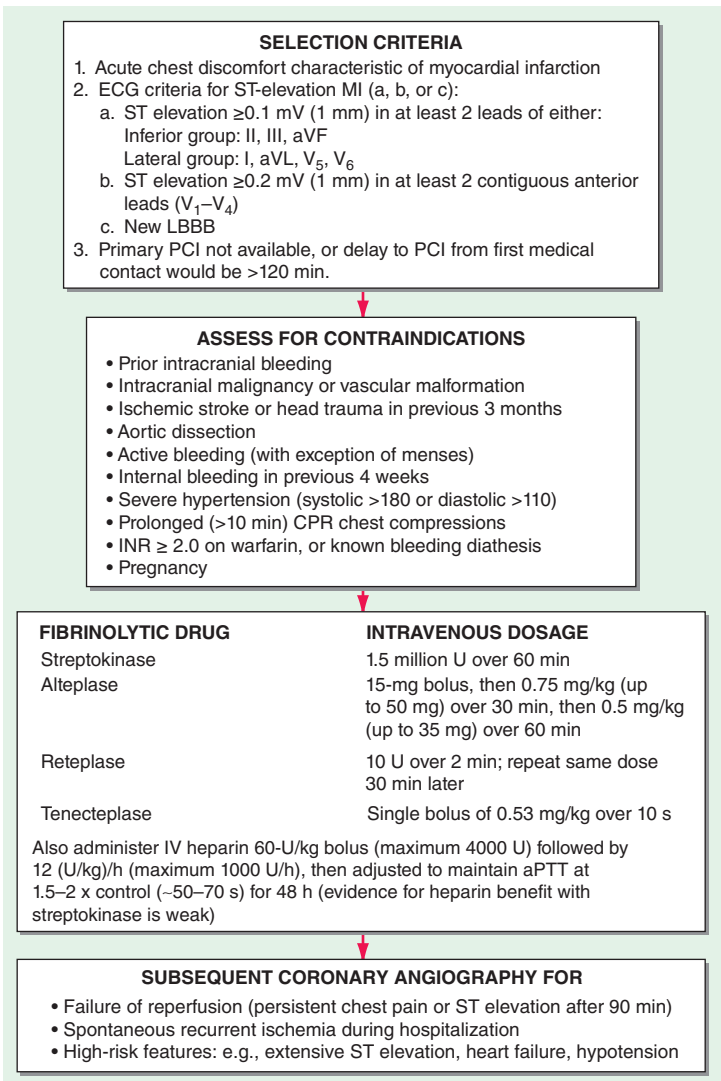 SELECTION CRITERIA
1. Acute chest discomfort characteristic of myocardial infarction
2. ECG criteria for ST-elevation MI (a, b, or c):
a. ST elevation ≥0.1 mV (1 mm) in at least 2 leads of either:
Inferior group: II, III, aVF
Lateral group: I, aVL, V5, V6
b. ST elevation ≥0.2 mV (1 mm) in at least 2 contiguous anterior
leads (V1–V4)
c. New LBBB
3. Primary PCI not available, or delay to PCI from first medical
contact would be >120 min.
ASSESS FOR CONTRAINDICATIONS
• Prior intracranial bleeding
• Intracranial malignancy or vascular malformation
• Ischemic stroke or head trauma in previous 3 months
• Aortic dissection
• Active bleeding (with exception of menses)
• Internal bleeding in previous 4 weeks
• Severe hypertension (systolic >180 or diastolic >110)
• Prolonged (>10 min) CPR chest compressions
• INR ≥ 2.0 on warfarin, or known bleeding diathesis
• Pregnancy
FIBRINOLYTIC DRUG INTRAVENOUS DOSAGE
Streptokinase 1.5 million U over 60 min
Alteplase 15-mg bolus, then 0.75 mg/kg (up
to 50 mg) over 30 min, then 0.5 mg/kg
(up to 35 mg) over 60 min
Reteplase 10 U over 2 min; repeat same dose
30 min later
Tenecteplase Single bolus of 0.53 mg/kg over 10 s
Also administer IV heparin 60-U/kg bolus (maximum 4000 U) followed by
12 (U/kg)/h (maximum 1000 U/h), then adjusted to maintain aPTT at
1.5–2 x control (~50–70 s) for 48 h (evidence for heparin benefit with
streptokinase is weak)
SUBSEQUENT CORONARY ANGIOGRAPHY FOR
• Failure of reperfusion (persistent chest pain or ST elevation after 90 min)
• Spontaneous recurrent ischemia during hospitalization
• High-risk features: e.g., extensive ST elevation, heart failure, hypotension